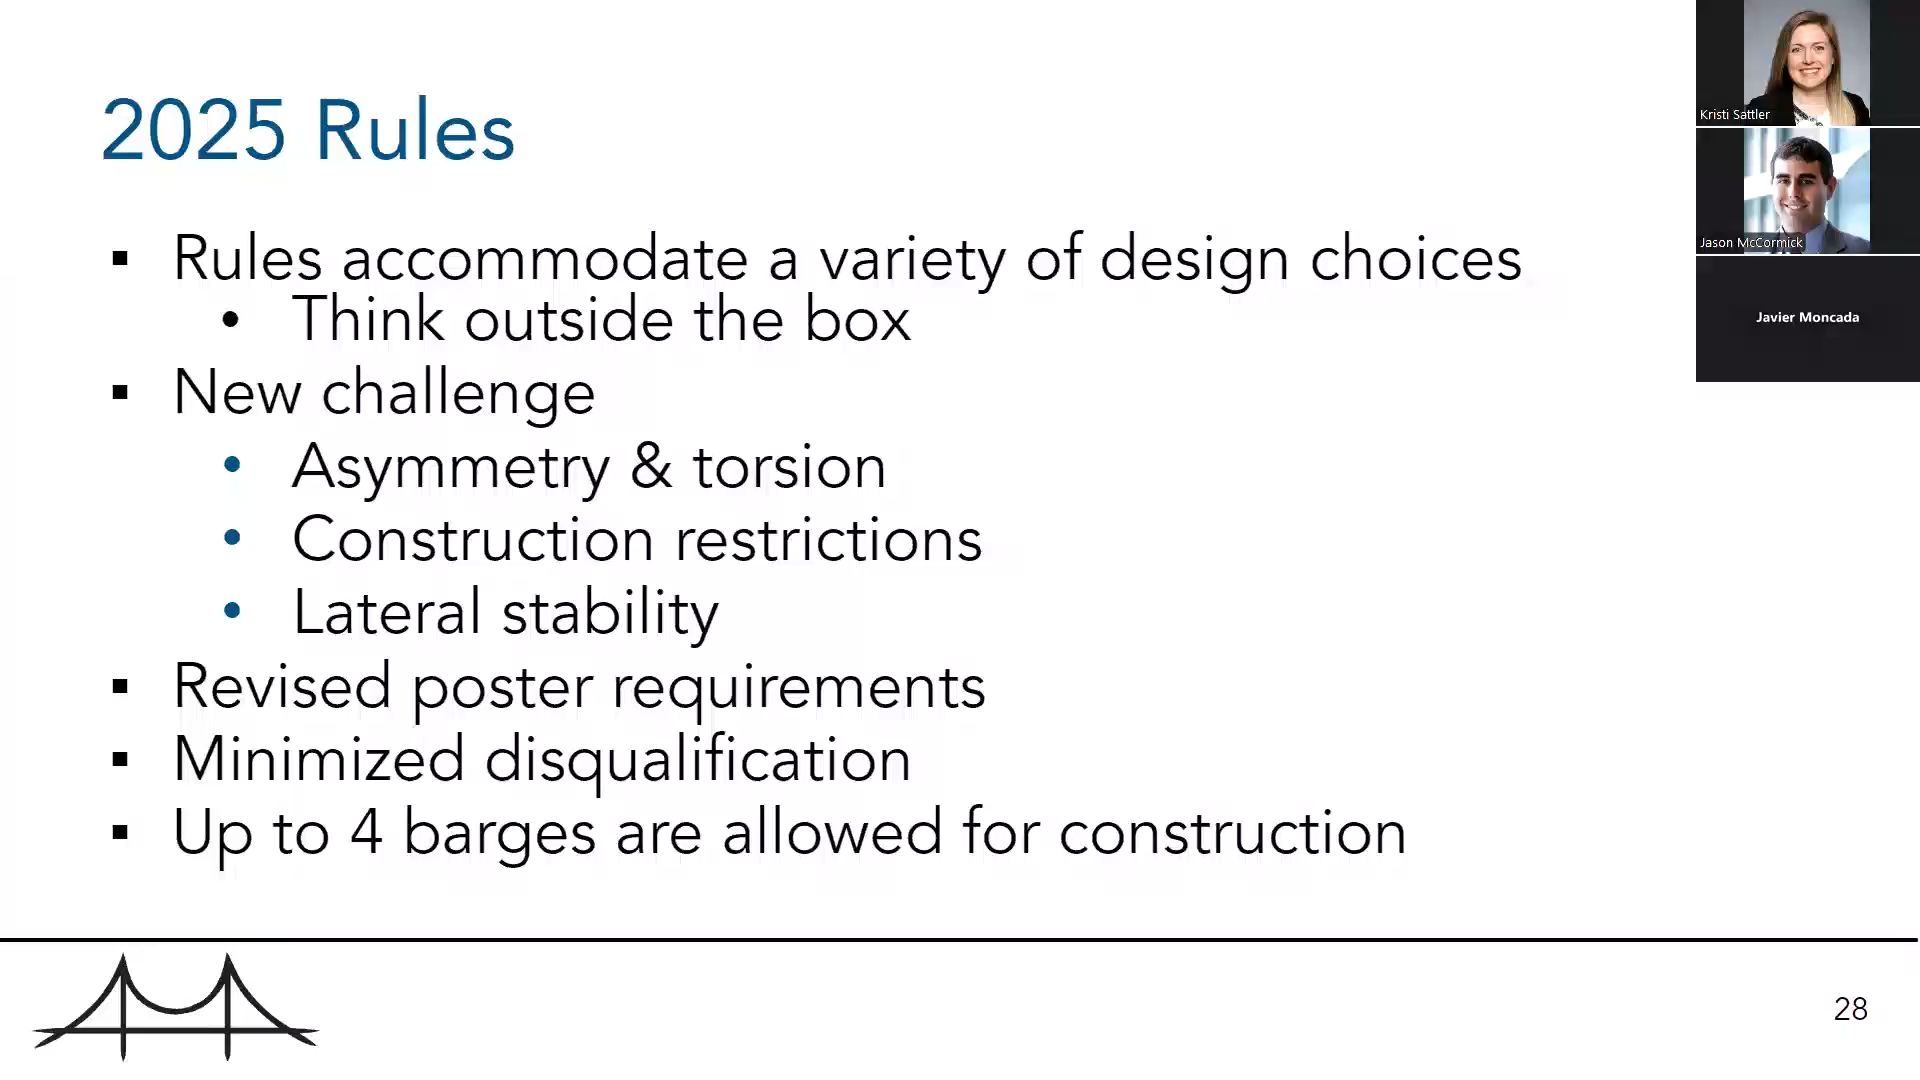 2025 Rules
▪ Rules accommodate a variety of design choices
• Think outside the box
▪ New challenge
• Asymmetry & torsion
• Construction restrictions
• Lateral stability
▪ Revised poster requirements
▪ Minimized disqualification
▪ Up to 4 barges are allowed for construction
28
Kristi Sattler
Jason McCormick
Javier Moncada